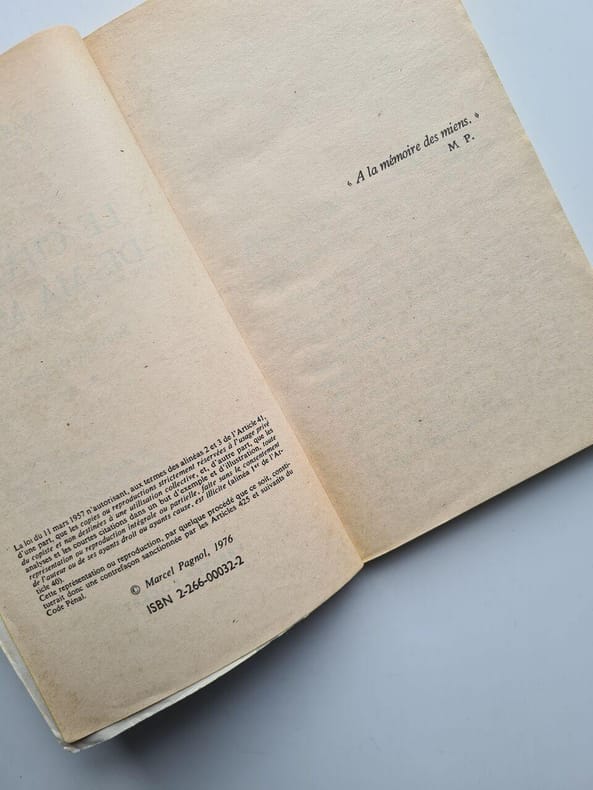 La loi du 11 mars 1957 n'autorisant, aux termes des alinéas 2 et 3 de l'Article 41,
d'une part, que les copies ou reproductions strictement réservées à l'usage privé
du copiste et non destinées à une utilisation collective, et, d'autre part, que les
analyses et les courtes citations dans un but d'exemple et d'illustration, toute
représentation ou reproduction intégrale ou partielle, faite sans le consentement
de l'auteur ou de ses ayants droit ou ayants cause, est illicite (alinéa 1er de l'Ar-
ticle 40).
Cette représentation ou reproduction, par quelque procédé que ce soit, consti-
tuerait donc une contrefaçon sanctionnée par les Articles 425 et suivants du
Code Pénal.
© Marcel Pagnol, 1976
ISBN 2-266-00032-2
« A la mémoire des miens. »
M P.